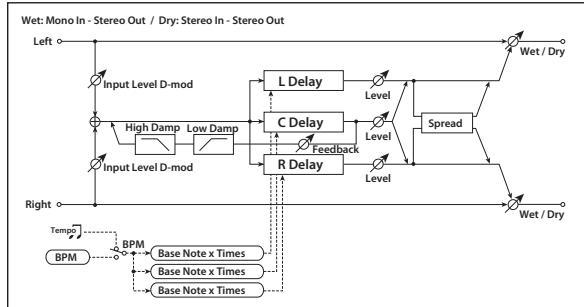 Wet: Mono In - Stereo Out / Dry: Stereo In - Stereo Out
Left
Wet / Dry
Input Level D-mod
L Delay
Level
High Damp
Low Damp
C Delay
Level
Spread
Feedback
Input Level D-mod
R Delay
Level
Right
Wet / Dry
Tempo
BPM
BPM
Base Note x Times
Base Note x Times
Base Note x Times